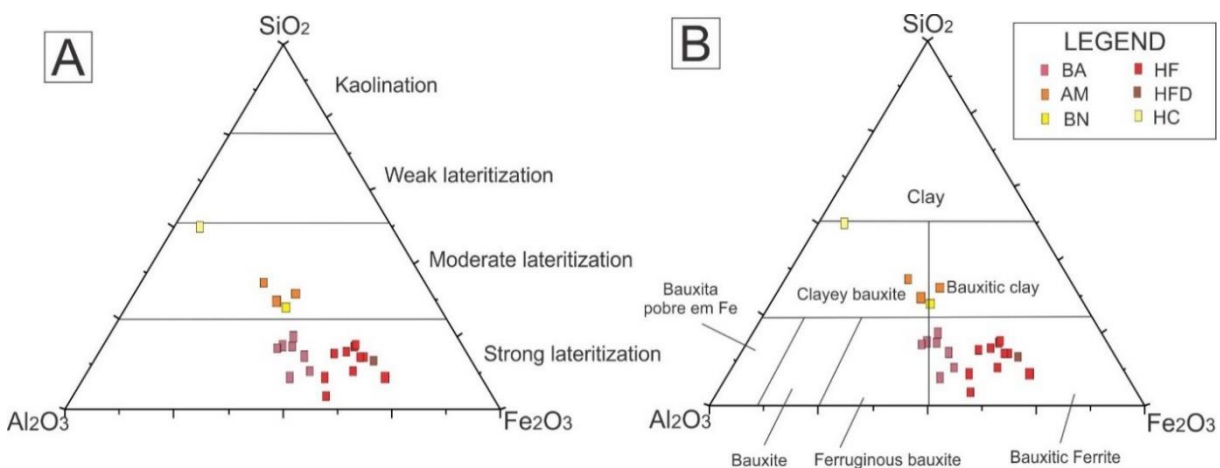 A
SiO₂
Kaolination
Weak lateritization
Moderate lateritization
Strong lateritization
Al₂O₃
Fe₂O₃
B
SiO₂
LEGEND
BA
HF
AM
HFD
BN
HC
Clay
Clayey bauxite
Bauxitic clay
Bauxita
pobre em Fe
Al₂O₃
Fe₂O₃
Bauxite
Ferruginous bauxite
Bauxitic Ferrite